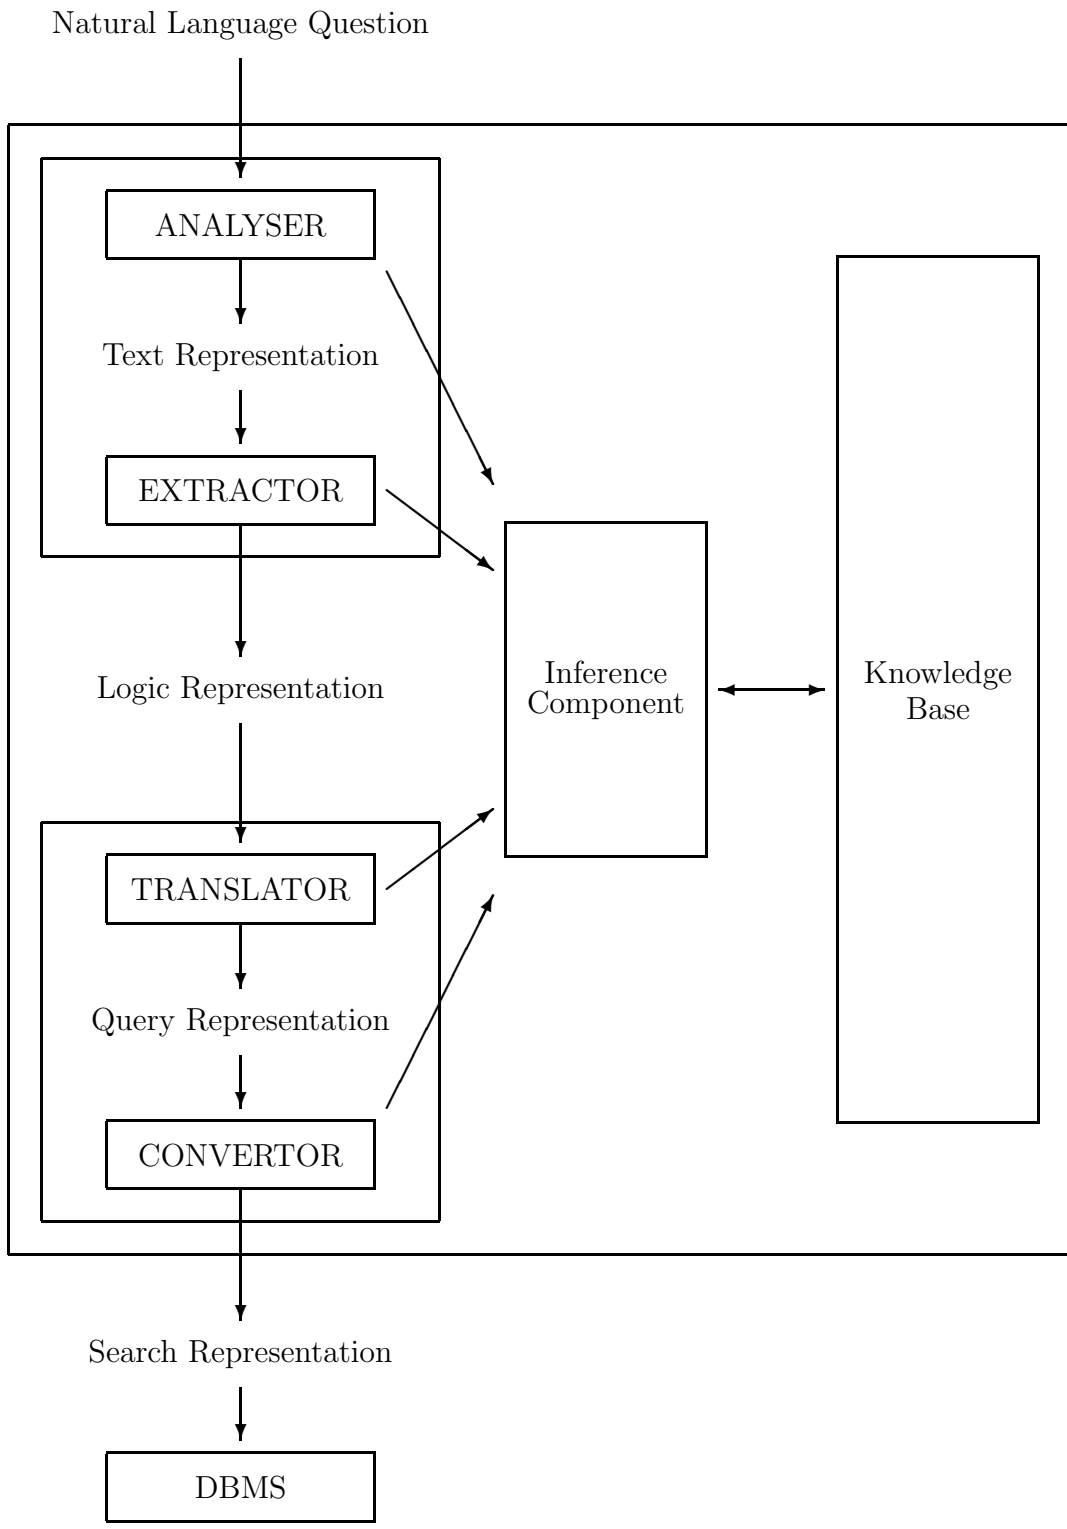 Natural Language Question
ANALYSER
Text Representation
EXTRACTOR
Logic Representation
Inference
Component
Knowledge
Base
TRANSLATOR
Query Representation
CONVERTOR
Search Representation
DBMS